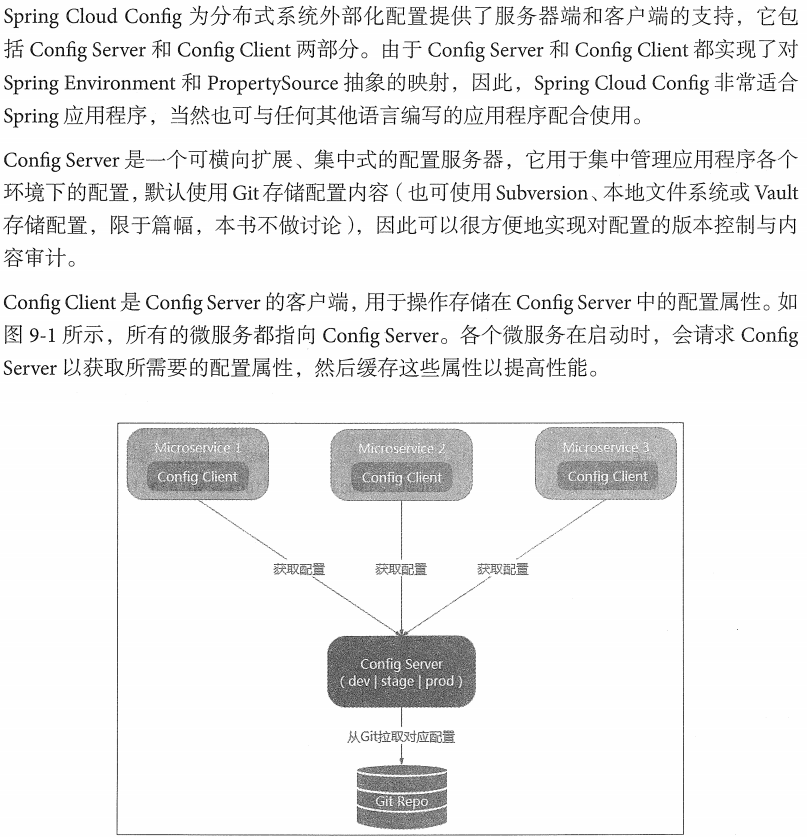 Spring Cloud Config 为分布式系统外部化配置提供了服务器端和客户端的支持，它包
括 Config Server 和 Config Client 两部分。由于 Config Server 和 Config Client 都实现了对
Spring Environment 和 PropertySource 抽象的映射，因此，Spring Cloud Config 非常适合
Spring 应用程序，当然也可与任何其他语言编写的应用程序配合使用。
Config Server 是一个可横向扩展、集中式的配置服务器，它用于集中管理应用程序各个
环境下的配置，默认使用 Git 存储配置内容（也可使用 Subversion、本地文件系统或 Vault
存储配置，限于篇幅，本书不做讨论），因此可以很方便地实现对配置的版本控制与内
容审计。
Config Client 是 Config Server 的客户端，用于操作存储在 Config Server 中的配置属性。如
图 9-1 所示，所有的微服务都指向 Config Server。各个微服务在启动时，会请求 Config
Server 以获取所需要的配置属性，然后缓存这些属性以提高性能。
Microservice 1
Config Client
Microservice 2
Config Client
Microservice 3
Config Client
获取配置
获取配置
获取配置
Config Server
( dev | stage | prod )
从Git拉取对应配置
Git Repo